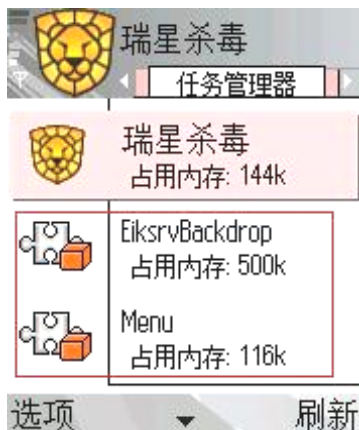 瑞星杀毒
任务管理器
瑞星杀毒
占用内存: 144k
EiksrvBackdrop
占用内存: 500k
Menu
占用内存: 116k
选项
刷新